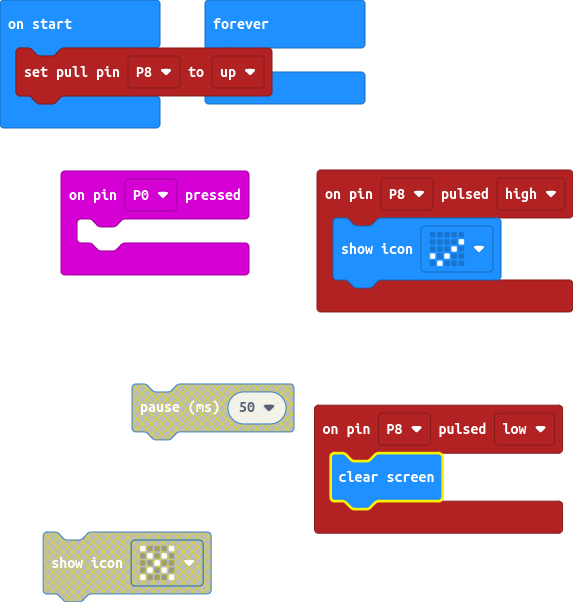 on start
forever
set pull pin P8 to up
on pin P0 pressed
on pin P8 pulsed high
show icon
pause (ms) 50
on pin P8 pulsed low
clear screen
show icon